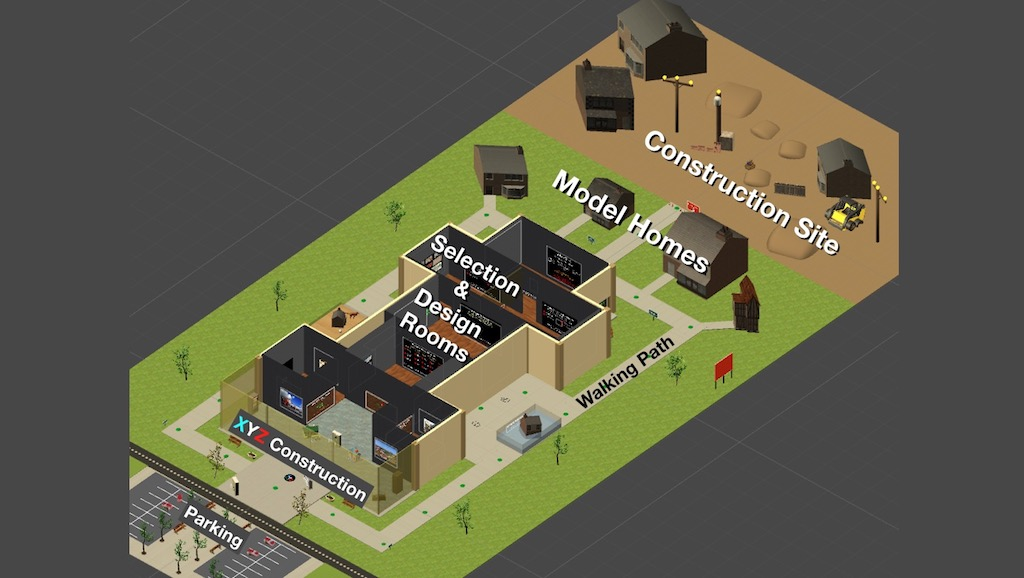 Construction Site
Model Homes
Selection
&
Design
Rooms
Walking Path
XYZ Construction
Parking